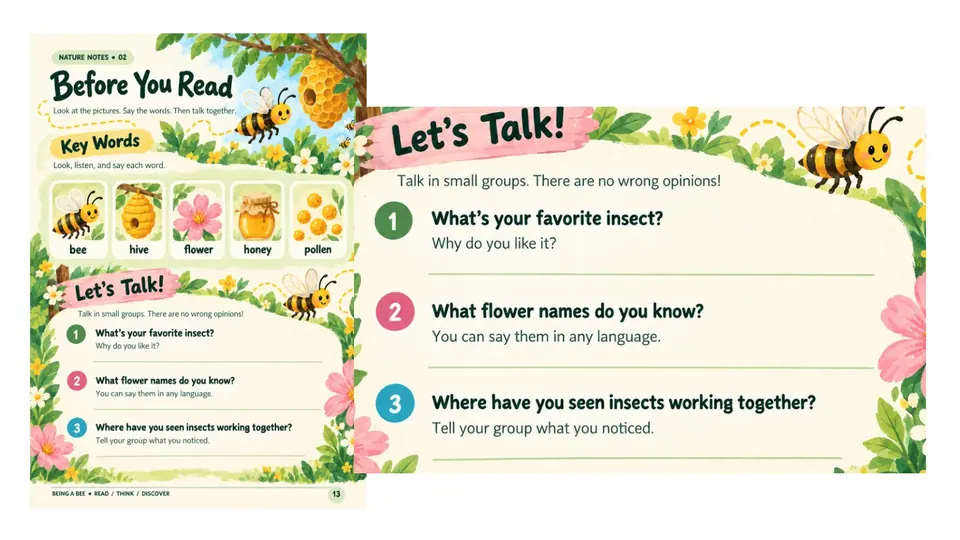 NATURE NOTES • 02
Before You Read
Look at the pictures. Say the words. Then talk together.
Key Words
Look, listen, and say each word.
bee
hive
flower
honey
pollen
Let's Talk!
Talk in small groups. There are no wrong opinions!
1 What's your favorite insect?
Why do you like it?
2 What flower names do you know?
You can say them in any language.
3 Where have you seen insects working together?
Tell your group what you noticed.
BEING A BEE • READ / THINK / DISCOVER
13
Let's Talk!
Talk in small groups. There are no wrong opinions!
1 What's your favorite insect?
Why do you like it?
2 What flower names do you know?
You can say them in any language.
3 Where have you seen insects working together?
Tell your group what you noticed.